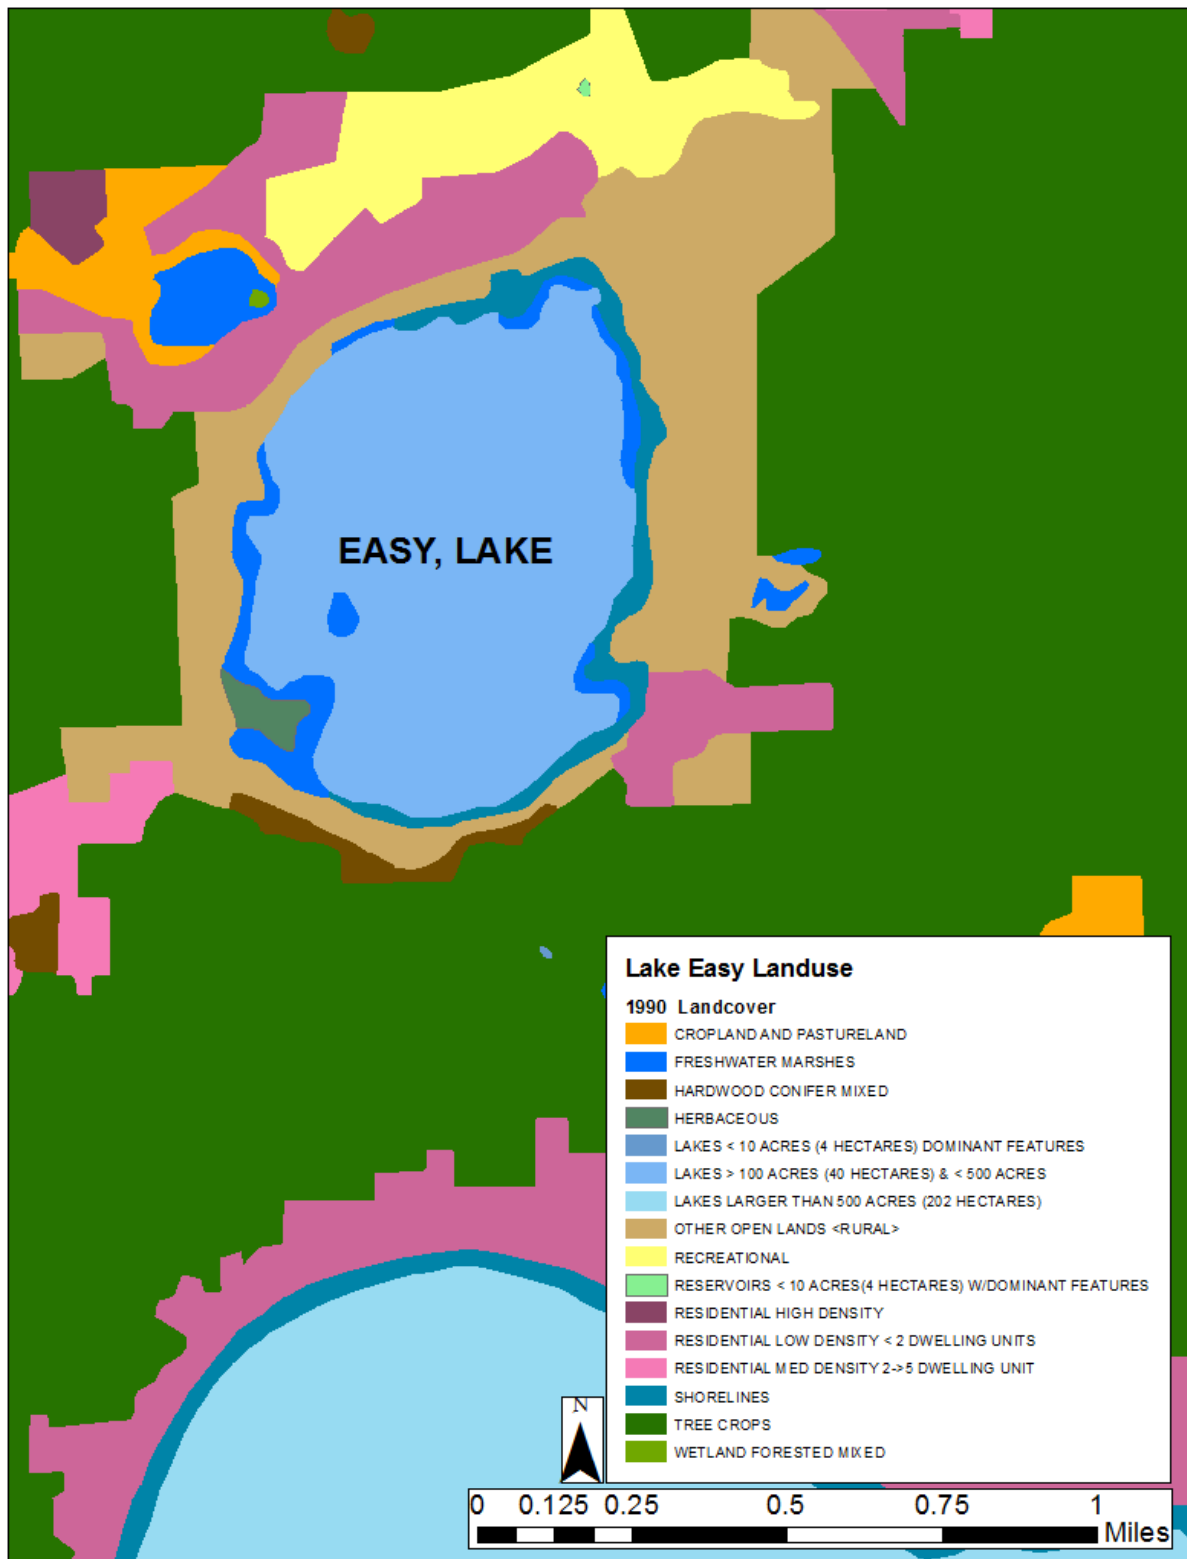 EASY, LAKE
Lake Easy Landuse
1990 Landcover
CROPLAND AND PASTURELAND
FRESHWATER MARSHES
HARDWOOD CONIFER MIXED
HERBACEOUS
LAKES < 10 ACRES (4 HECTARES) DOMINANT FEATURES
LAKES > 100 ACRES (40 HECTARES) & < 500 ACRES
LAKES LARGER THAN 500 ACRES (202 HECTARES)
OTHER OPEN LANDS <RURAL>
RECREATIONAL
RESERVOIRS < 10 ACRES(4 HECTARES) W/DOMINANT FEATURES
RESIDENTIAL HIGH DENSITY
RESIDENTIAL LOW DENSITY < 2 DWELLING UNITS
RESIDENTIAL MED DENSITY 2->5 DWELLING UNIT
SHORELINES
TREE CROPS
WETLAND FORESTED MIXED
N
0 0.125 0.25 0.5 0.75 1
Miles